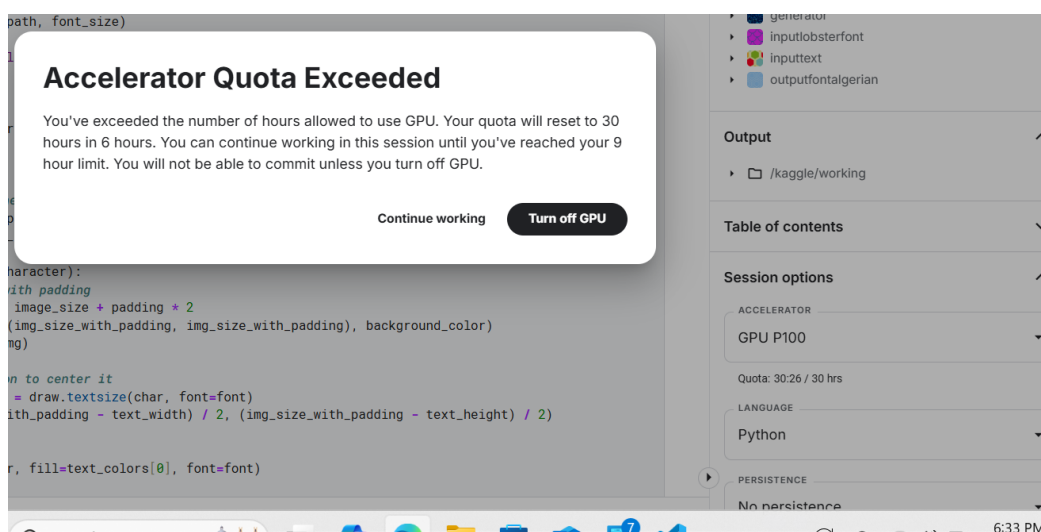 path, font_size)
Accelerator Quota Exceeded
You've exceeded the number of hours allowed to use GPU. Your quota will reset to 30
hours in 6 hours. You can continue working in this session until you've reached your 9
hour limit. You will not be able to commit unless you turn off GPU.
Continue working
Turn off GPU
haracter):
with padding
image_size + padding * 2
(img_size_with_padding, img_size_with_padding), background_color)
mg)
on to center it
= draw.textsize(char, font=font)
ith_padding - text_width) / 2, (img_size_with_padding - text_height) / 2)
r, fill=text_colors[0], font=font)
generator
inputlobsterfont
inputtext
outputfontalgerian
Output
/kaggle/working
Table of contents
Session options
ACCELERATOR
GPU P100
Quota: 30:26 / 30 hrs
LANGUAGE
Python
PERSISTENCE
No persistence
7
6:33 PM